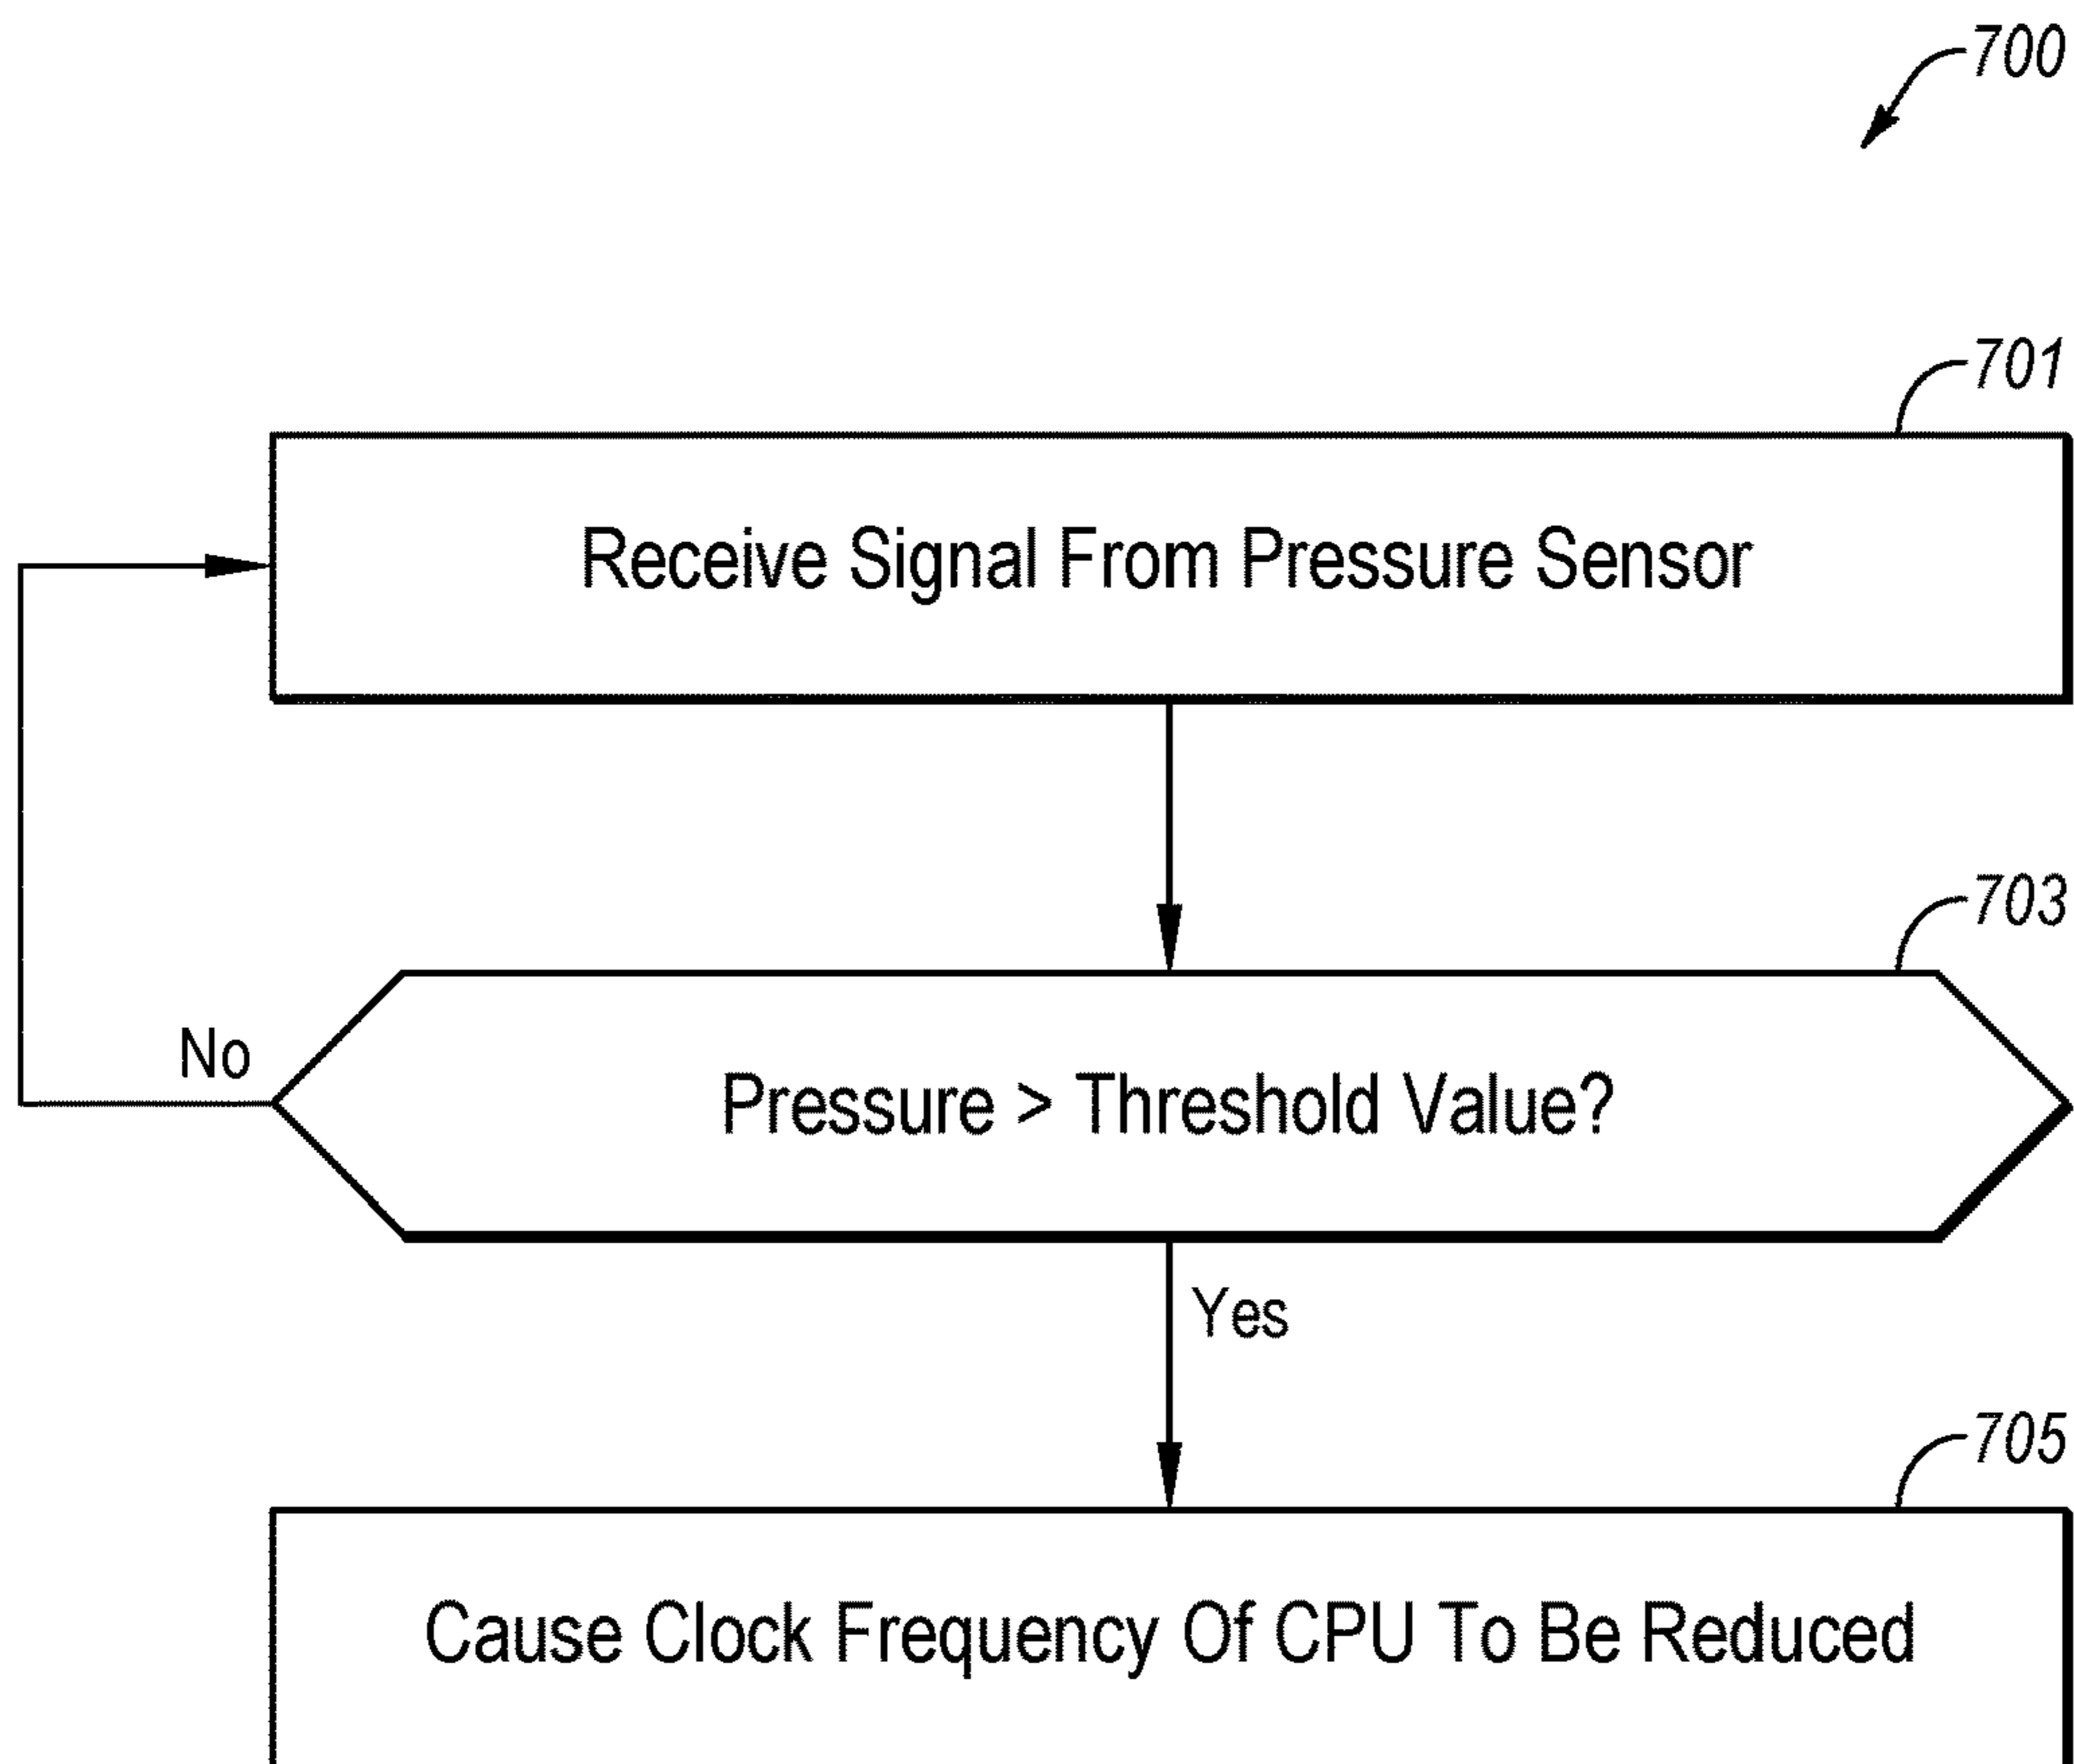 700
701
Receive Signal From Pressure Sensor
703
No
Pressure > Threshold Value?
Yes
705
Cause Clock Frequency Of CPU To Be Reduced